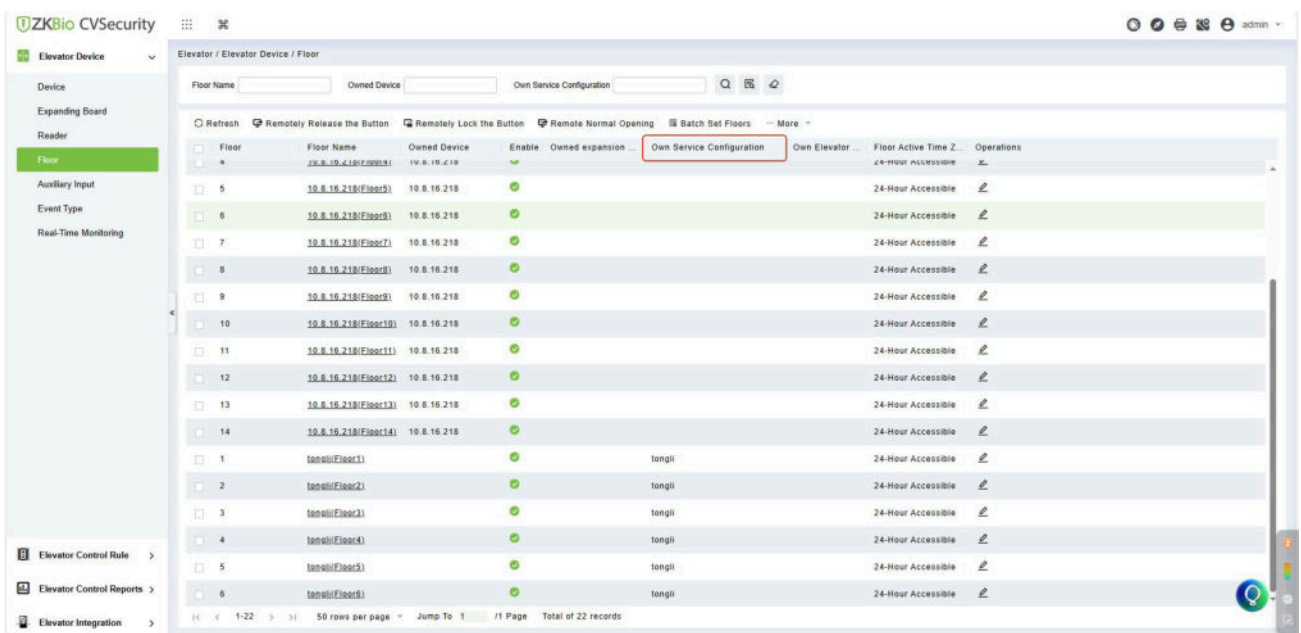 ZKBio CVSecurity admin
Elevator Device
Elevator / Elevator Device / Floor
Device
Expanding Board
Reader
Floor
Auxiliary Input
Event Type
Real-Time Monitoring
Floor Name Owned Device Own Service Configuration
Refresh Remotely Release the Button Remotely Lock the Button Remote Normal Opening Batch Set Floors ··· More
Floor Floor Name Owned Device Enable Owned expansion ... Own Service Configuration Own Elevator ... Floor Active Time Z... Operations
4 10.8.16.218(Floor4) 10.8.16.218 24-Hour Accessible
5 10.8.16.218(Floor5) 10.8.16.218 24-Hour Accessible
6 10.8.16.218(Floor6) 10.8.16.218 24-Hour Accessible
7 10.8.16.218(Floor7) 10.8.16.218 24-Hour Accessible
8 10.8.16.218(Floor8) 10.8.16.218 24-Hour Accessible
9 10.8.16.218(Floor9) 10.8.16.218 24-Hour Accessible
10 10.8.16.218(Floor10) 10.8.16.218 24-Hour Accessible
11 10.8.16.218(Floor11) 10.8.16.218 24-Hour Accessible
12 10.8.16.218(Floor12) 10.8.16.218 24-Hour Accessible
13 10.8.16.218(Floor13) 10.8.16.218 24-Hour Accessible
14 10.8.16.218(Floor14) 10.8.16.218 24-Hour Accessible
1 tongli(Floor1) tongli 24-Hour Accessible
2 tongli(Floor2) tongli 24-Hour Accessible
3 tongli(Floor3) tongli 24-Hour Accessible
4 tongli(Floor4) tongli 24-Hour Accessible
5 tongli(Floor5) tongli 24-Hour Accessible
6 tongli(Floor6) tongli 24-Hour Accessible
Elevator Control Rule
Elevator Control Reports
Elevator Integration
1-22 50 rows per page Jump To 1 /1 Page Total of 22 records